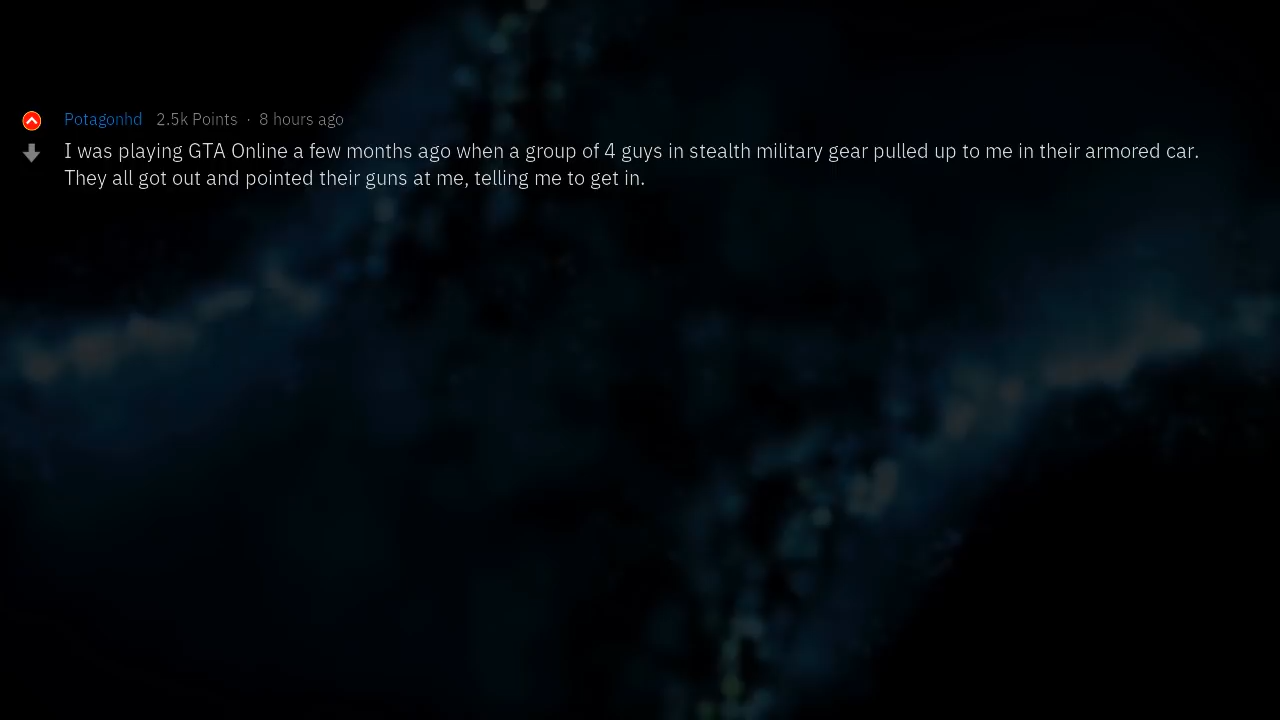 Potagonhd 2.5k Points · 8 hours ago
I was playing GTA Online a few months ago when a group of 4 guys in stealth military gear pulled up to me in their armored car.
They all got out and pointed their guns at me, telling me to get in.